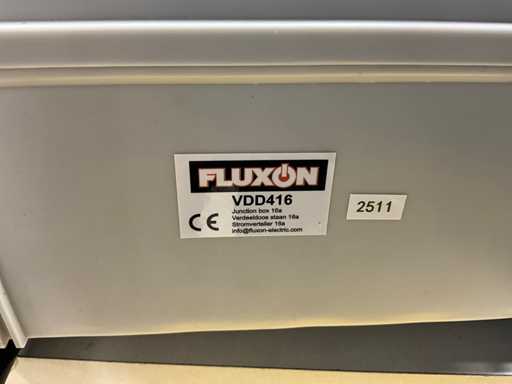 FLUXON
VDD416
Junction box 16a
Verdeeldoos staan 16a
Stromverteiler 16a
info@fluxon-electric.com
CE
2511